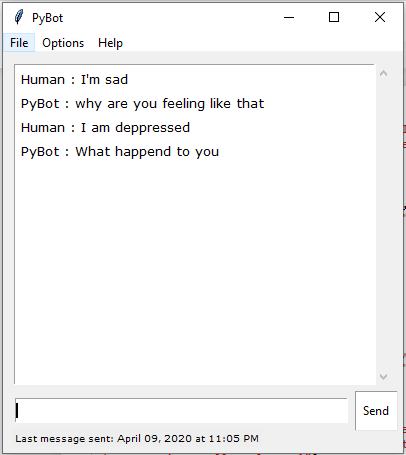 PyBot
File Options Help
Human : I'm sad
PyBot : why are you feeling like that
Human : I am deppressed
PyBot : What happend to you
Send
Last message sent: April 09, 2020 at 11:05 PM